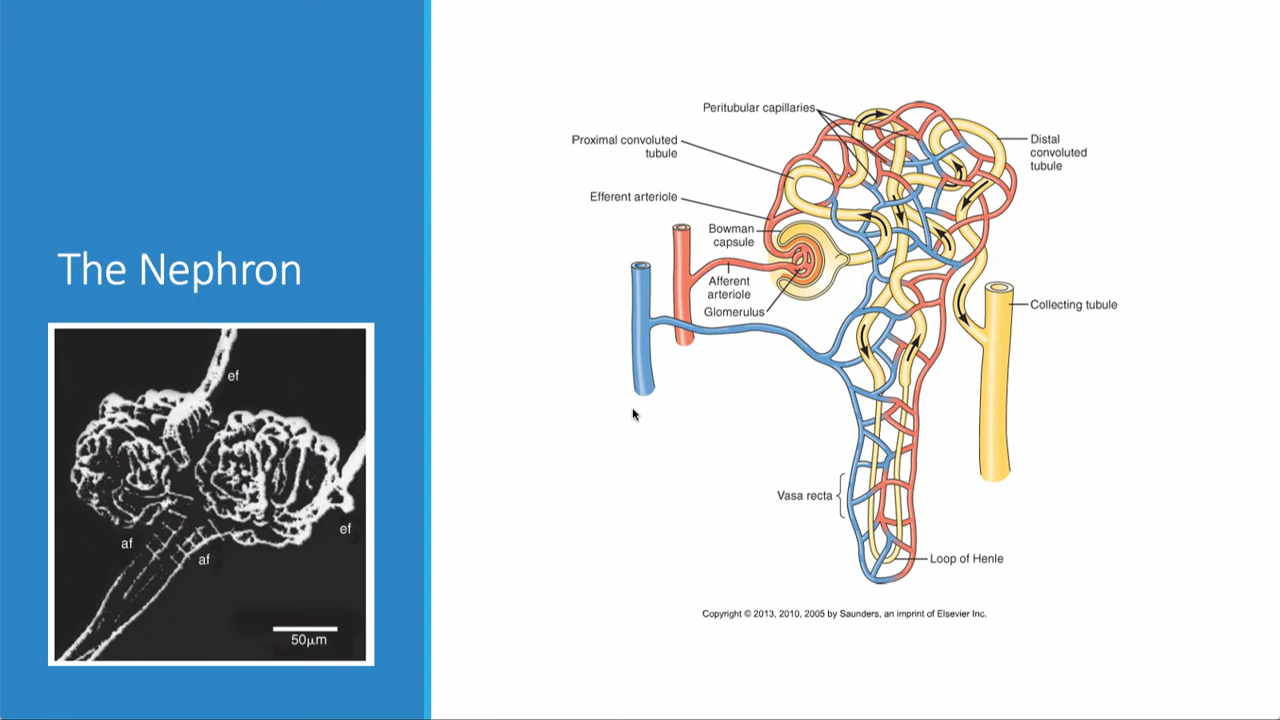 The Nephron
ef
af
af
ef
50µm
Peritubular capillaries
Proximal convoluted
tubule
Efferent arteriole
Bowman
capsule
Afferent
arteriole
Glomerulus
Distal
convoluted
tubule
Collecting tubule
Vasa recta
Loop of Henle
Copyright © 2013, 2010, 2005 by Saunders, an imprint of Elsevier Inc.